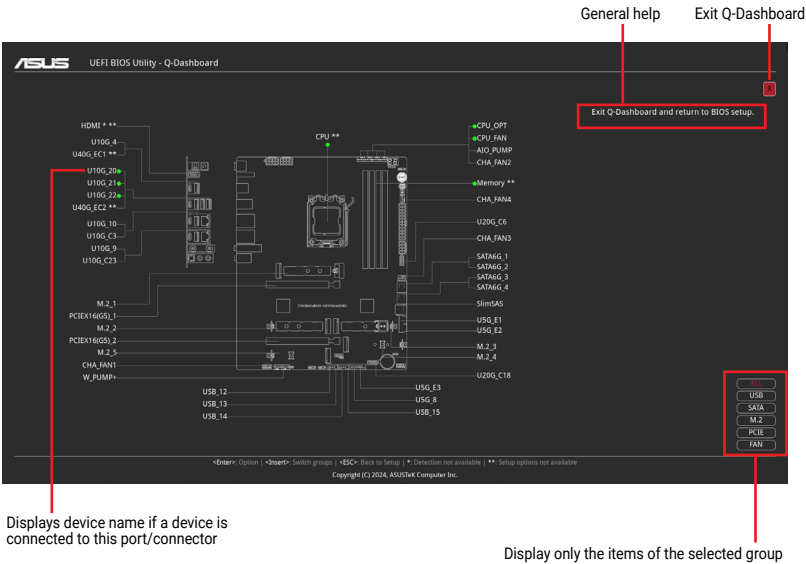 General help
Exit Q-Dashboard
ASUS
UEFI BIOS Utility - Q-Dashboard
X
Exit Q-Dashboard and return to BIOS setup.
HDMI * **
U10G_4
U40G_EC1 **
U10G_20
U10G_21
U10G_22
U40G_EC2 **
U10G_10
U10G_C3
U10G_9
U10G_C23
M.2_1
PCIEX16(G5)_1
M.2_2
PCIEX16(G5)_2
M.2_5
CHA_FAN1
W_PUMP+
CPU **
CPU_OPT
CPU_FAN
AIO_PUMP
CHA_FAN2
Memory **
CHA_FAN4
U20G_C6
CHA_FAN3
SATA6G_1
SATA6G_2
SATA6G_3
SATA6G_4
SlimSAS
U5G_E1
U5G_E2
M.2_3
M.2_4
U20G_C18
USB_12
USB_13
USB_14
U5G_E3
U5G_8
USB_15
ALL
USB
SATA
M.2
PCIE
FAN
<Enter>: Option | <Insert>: Switch groups | <ESC>: Back to Setup | *: Detection not available | **: Setup options not available
Copyright (C) 2024, ASUSTeK Computer Inc.
Displays device name if a device is
connected to this port/connector
Display only the items of the selected group